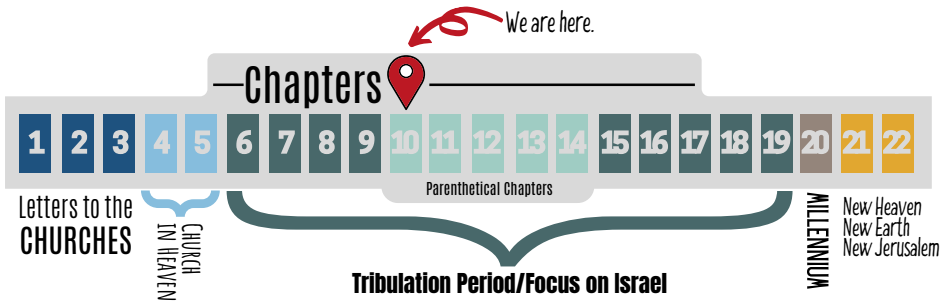 We are here.
Chapters
1 2 3 4 5 6 7 8 9 10 11 12 13 14 15 16 17 18 19 20 21 22
Parenthetical Chapters
Letters to the
CHURCHES
CHURCH
IN HEAVEN
Tribulation Period/Focus on Israel
MILLENNIUM
New Heaven
New Earth
New Jerusalem